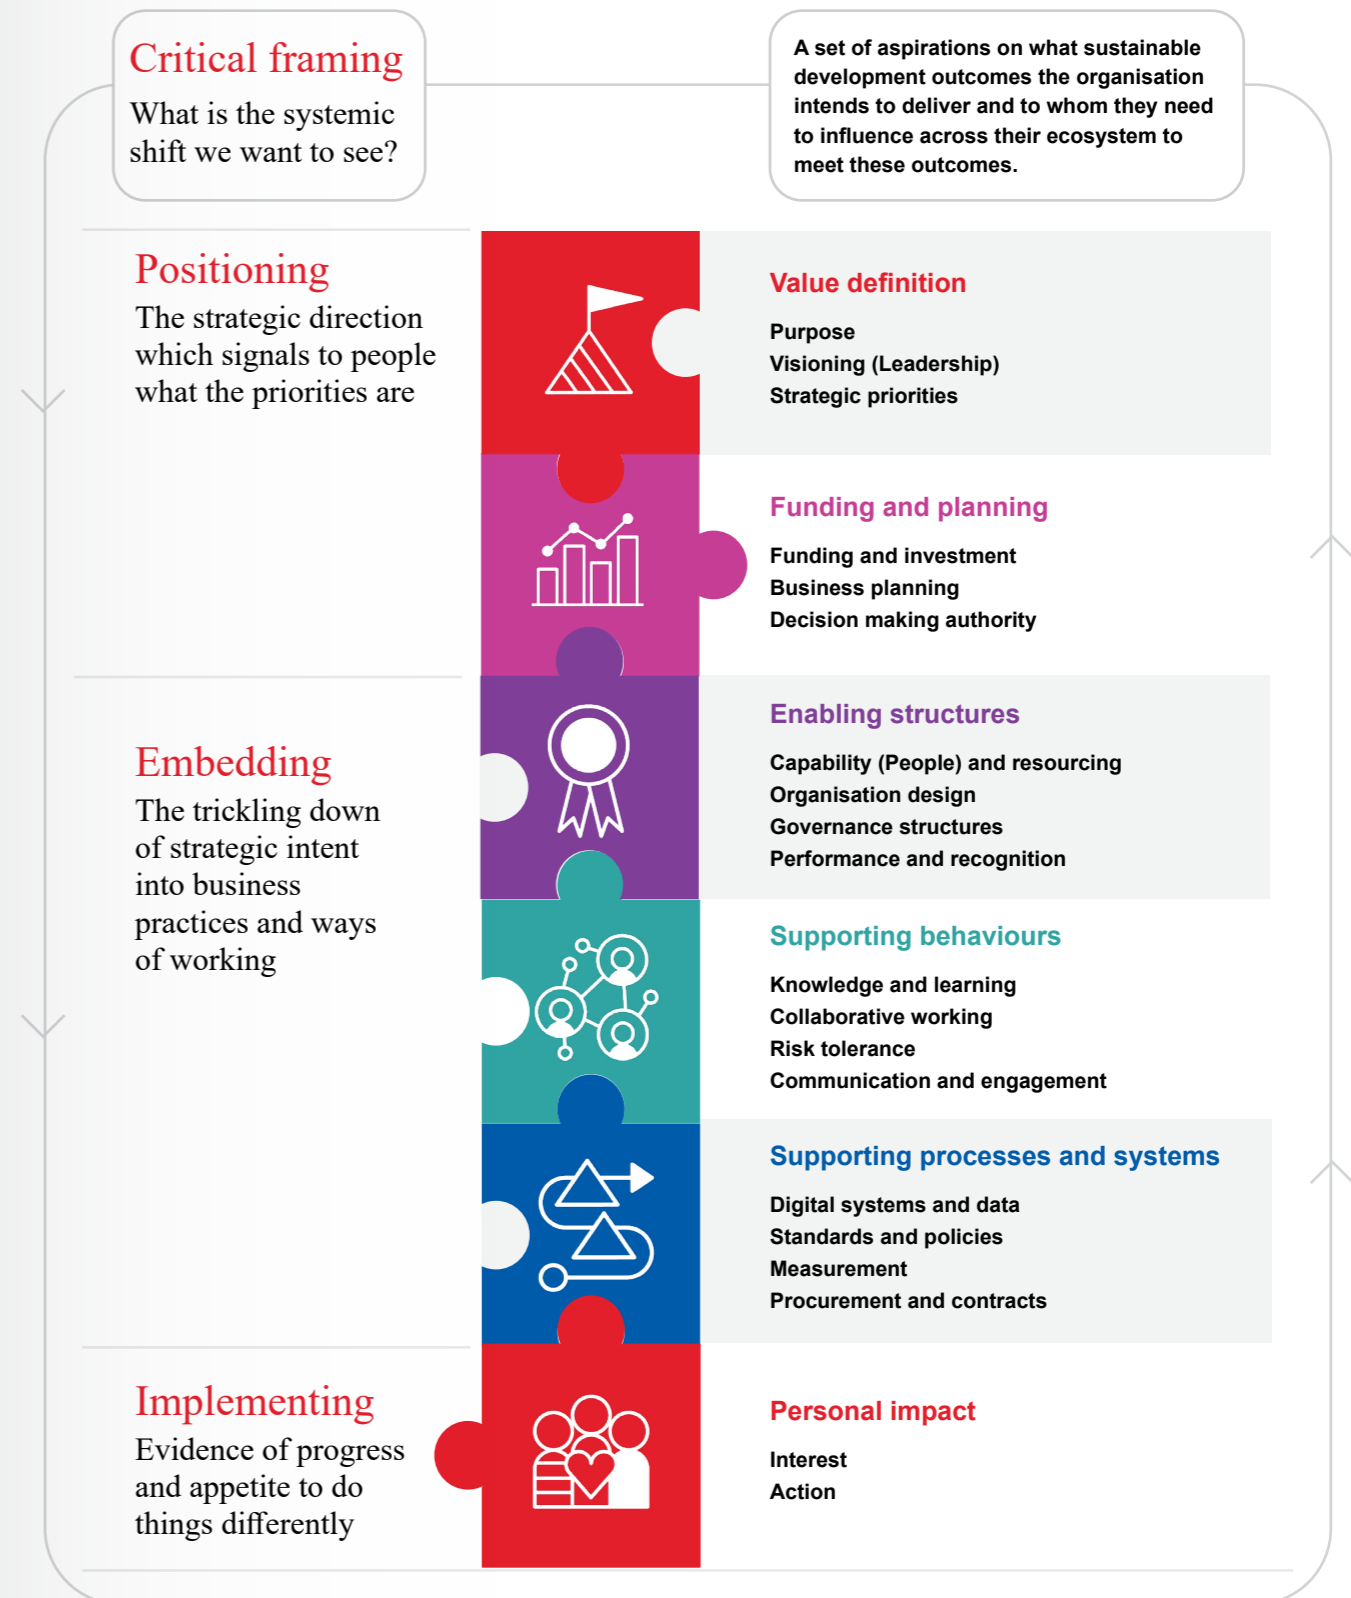 Critical framing
What is the systemic
shift we want to see?
A set of aspirations on what sustainable
development outcomes the organisation
intends to deliver and to whom they need
to influence across their ecosystem to
meet these outcomes.
Positioning
The strategic direction
which signals to people
what the priorities are
Value definition
Purpose
Visioning (Leadership)
Strategic priorities
Funding and planning
Funding and investment
Business planning
Decision making authority
Embedding
The trickling down
of strategic intent
into business
practices and ways
of working
Enabling structures
Capability (People) and resourcing
Organisation design
Governance structures
Performance and recognition
Supporting behaviours
Knowledge and learning
Collaborative working
Risk tolerance
Communication and engagement
Supporting processes and systems
Digital systems and data
Standards and policies
Measurement
Procurement and contracts
Implementing
Evidence of progress
and appetite to do
things differently
Personal impact
Interest
Action